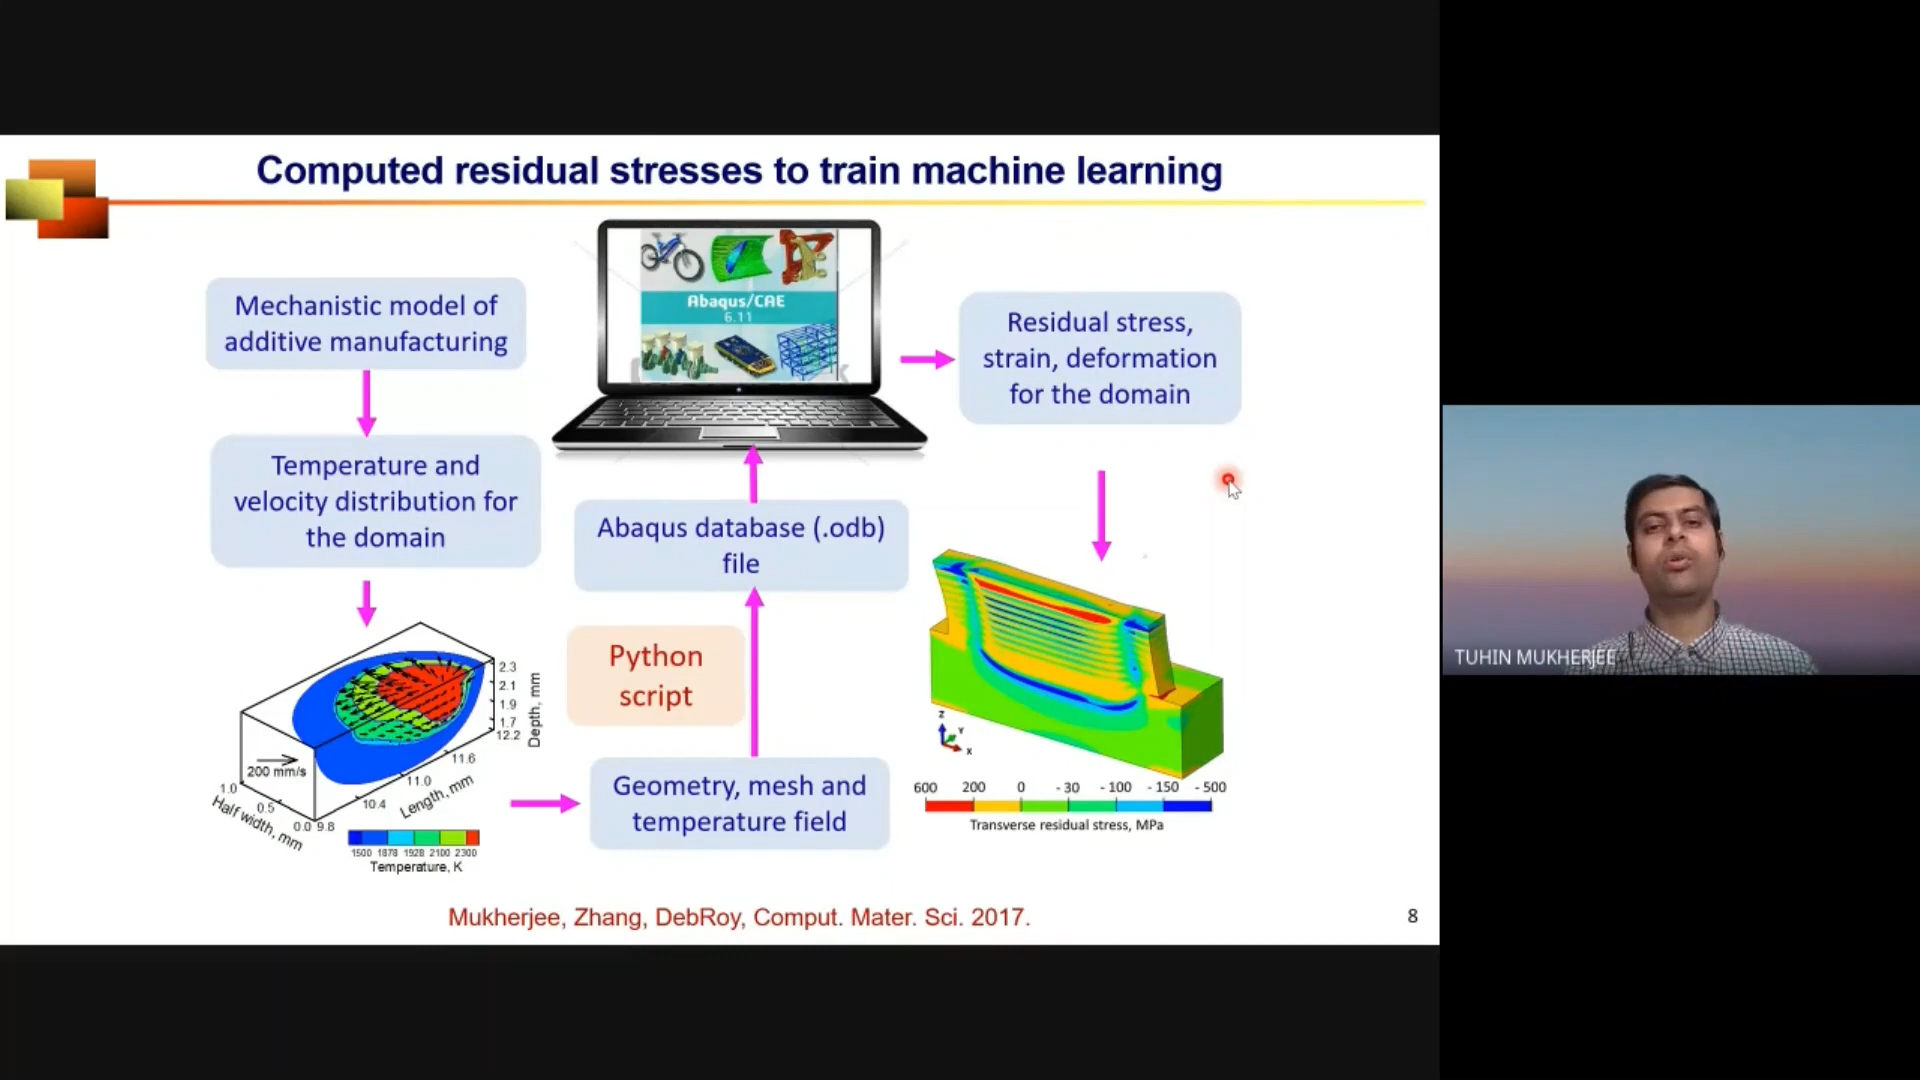 Computed residual stresses to train machine learning
Mechanistic model of
additive manufacturing
Temperature and
velocity distribution for
the domain
2.3
2.1
1.9
1.7
12.2
Depth, mm
11.6
11.0
10.4
Length, mm
9.8
200 mm/s
1.0
0.5
0.0
Half width, mm
1500 1878 1928 2100 2300
Temperature, K
Geometry, mesh and
temperature field
Python
script
Abaqus database (.odb)
file
Abaqus/CAE
6.11
Residual stress,
strain, deformation
for the domain
Z
Y
X
600 200 0 - 30 - 100 - 150 - 500
Transverse residual stress, MPa
Mukherjee, Zhang, DebRoy, Comput. Mater. Sci. 2017.
8
TUHIN MUKHERJEE